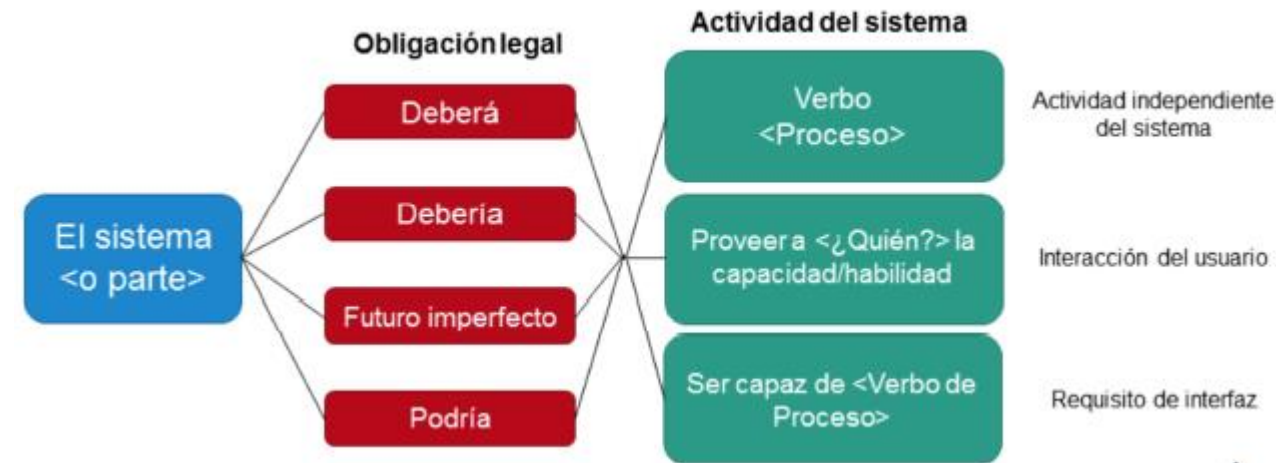 Obligación legal
Actividad del sistema
El sistema
<o parte>
Deberá
Debería
Futuro imperfecto
Podría
Verbo
<Proceso>
Actividad independiente
del sistema
Proveer a <¿Quién?> la
capacidad/habilidad
Interacción del usuario
Ser capaz de <Verbo de
Proceso>
Requisito de interfaz